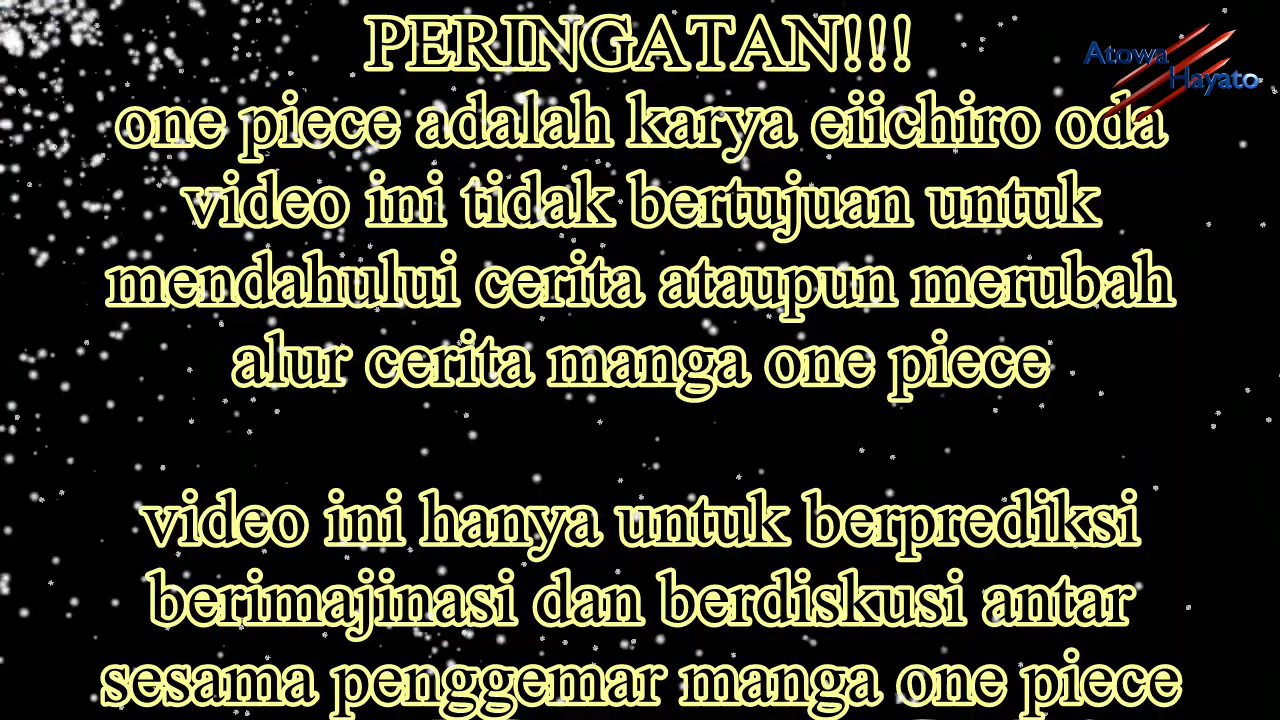 PERINGATAN!!!
Atowa
Hayato
one piece adalah karya eiichiro oda
video ini tidak bertujuan untuk
mendahului cerita ataupun merubah
alur cerita manga one piece
video ini hanya untuk berprediksi
berimajinasi dan berdiskusi antar
sesama penggemar manga one piece